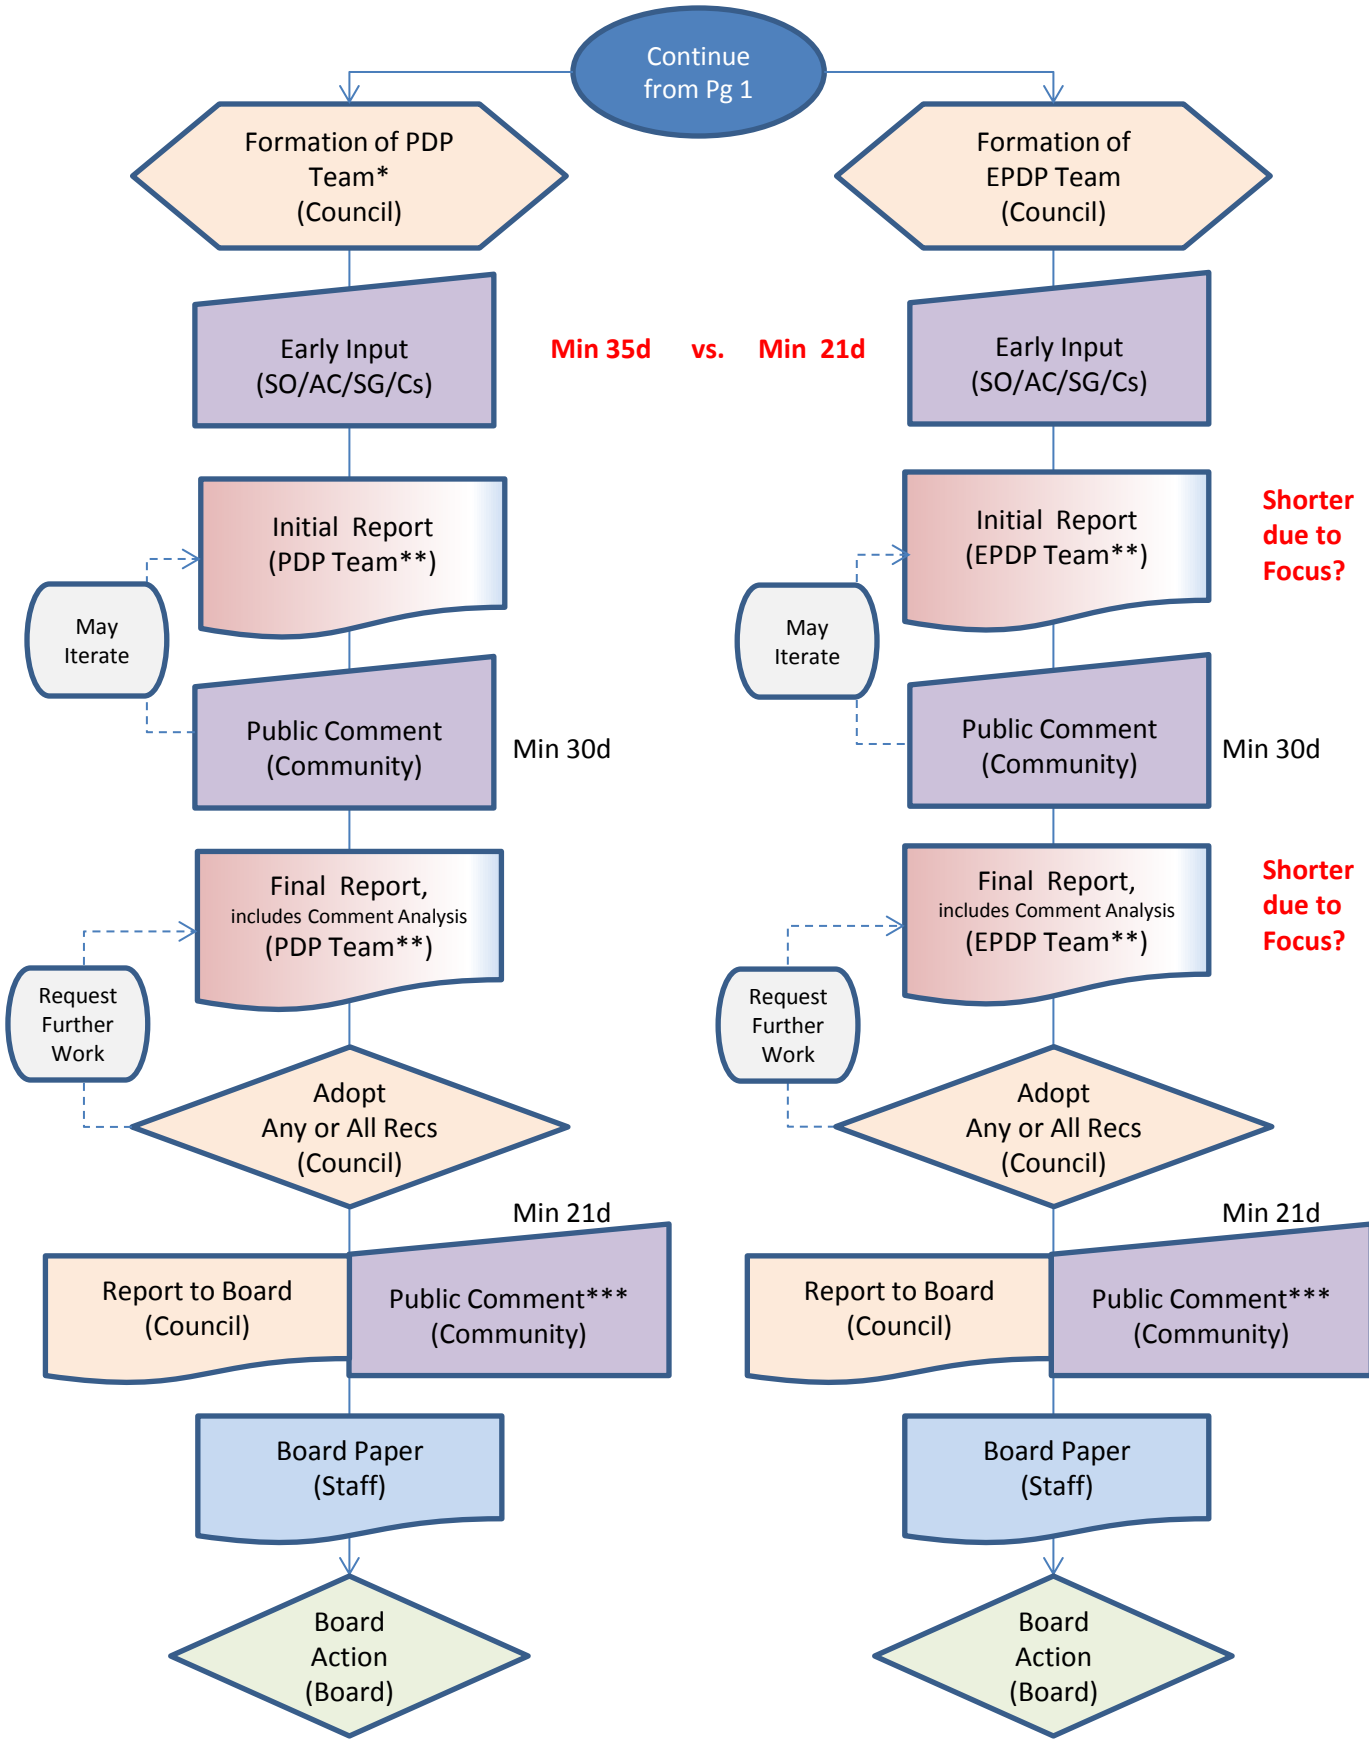 Continue
from Pg 1
Formation of PDP
Team*
(Council)
Formation of
EPDP Team
(Council)
Early Input
(SO/AC/SG/Cs)
Min 35d vs. Min 21d
Early Input
(SO/AC/SG/Cs)
Initial Report
(PDP Team**)
Initial Report
(EPDP Team**)
Shorter
due to
Focus?
May
Iterate
May
Iterate
Public Comment
(Community)
Min 30d
Public Comment
(Community)
Min 30d
Final Report,
includes Comment Analysis
(PDP Team**)
Final Report,
includes Comment Analysis
(EPDP Team**)
Shorter
due to
Focus?
Request
Further
Work
Request
Further
Work
Adopt
Any or All Recs
(Council)
Adopt
Any or All Recs
(Council)
Min 21d
Min 21d
Report to Board
(Council)
Public Comment***
(Community)
Report to Board
(Council)
Public Comment***
(Community)
Board Paper
(Staff)
Board Paper
(Staff)
Board
Action
(Board)
Board
Action
(Board)